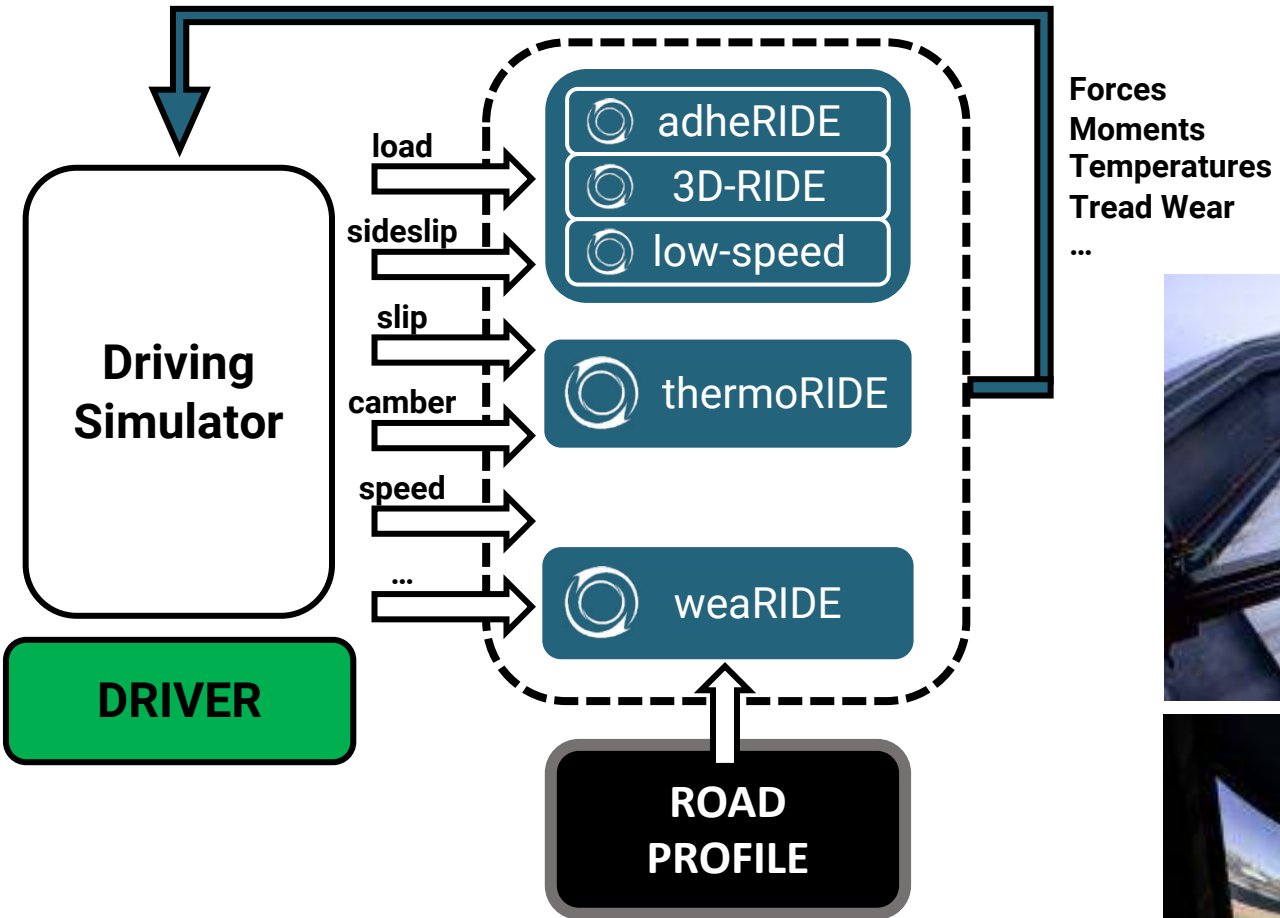 Driving
Simulator
DRIVER
load
sideslip
slip
camber
speed
...
adheRIDE
3D-RIDE
low-speed
thermoRIDE
weaRIDE
ROAD
PROFILE
Forces
Moments
Temperatures
Tread Wear
...